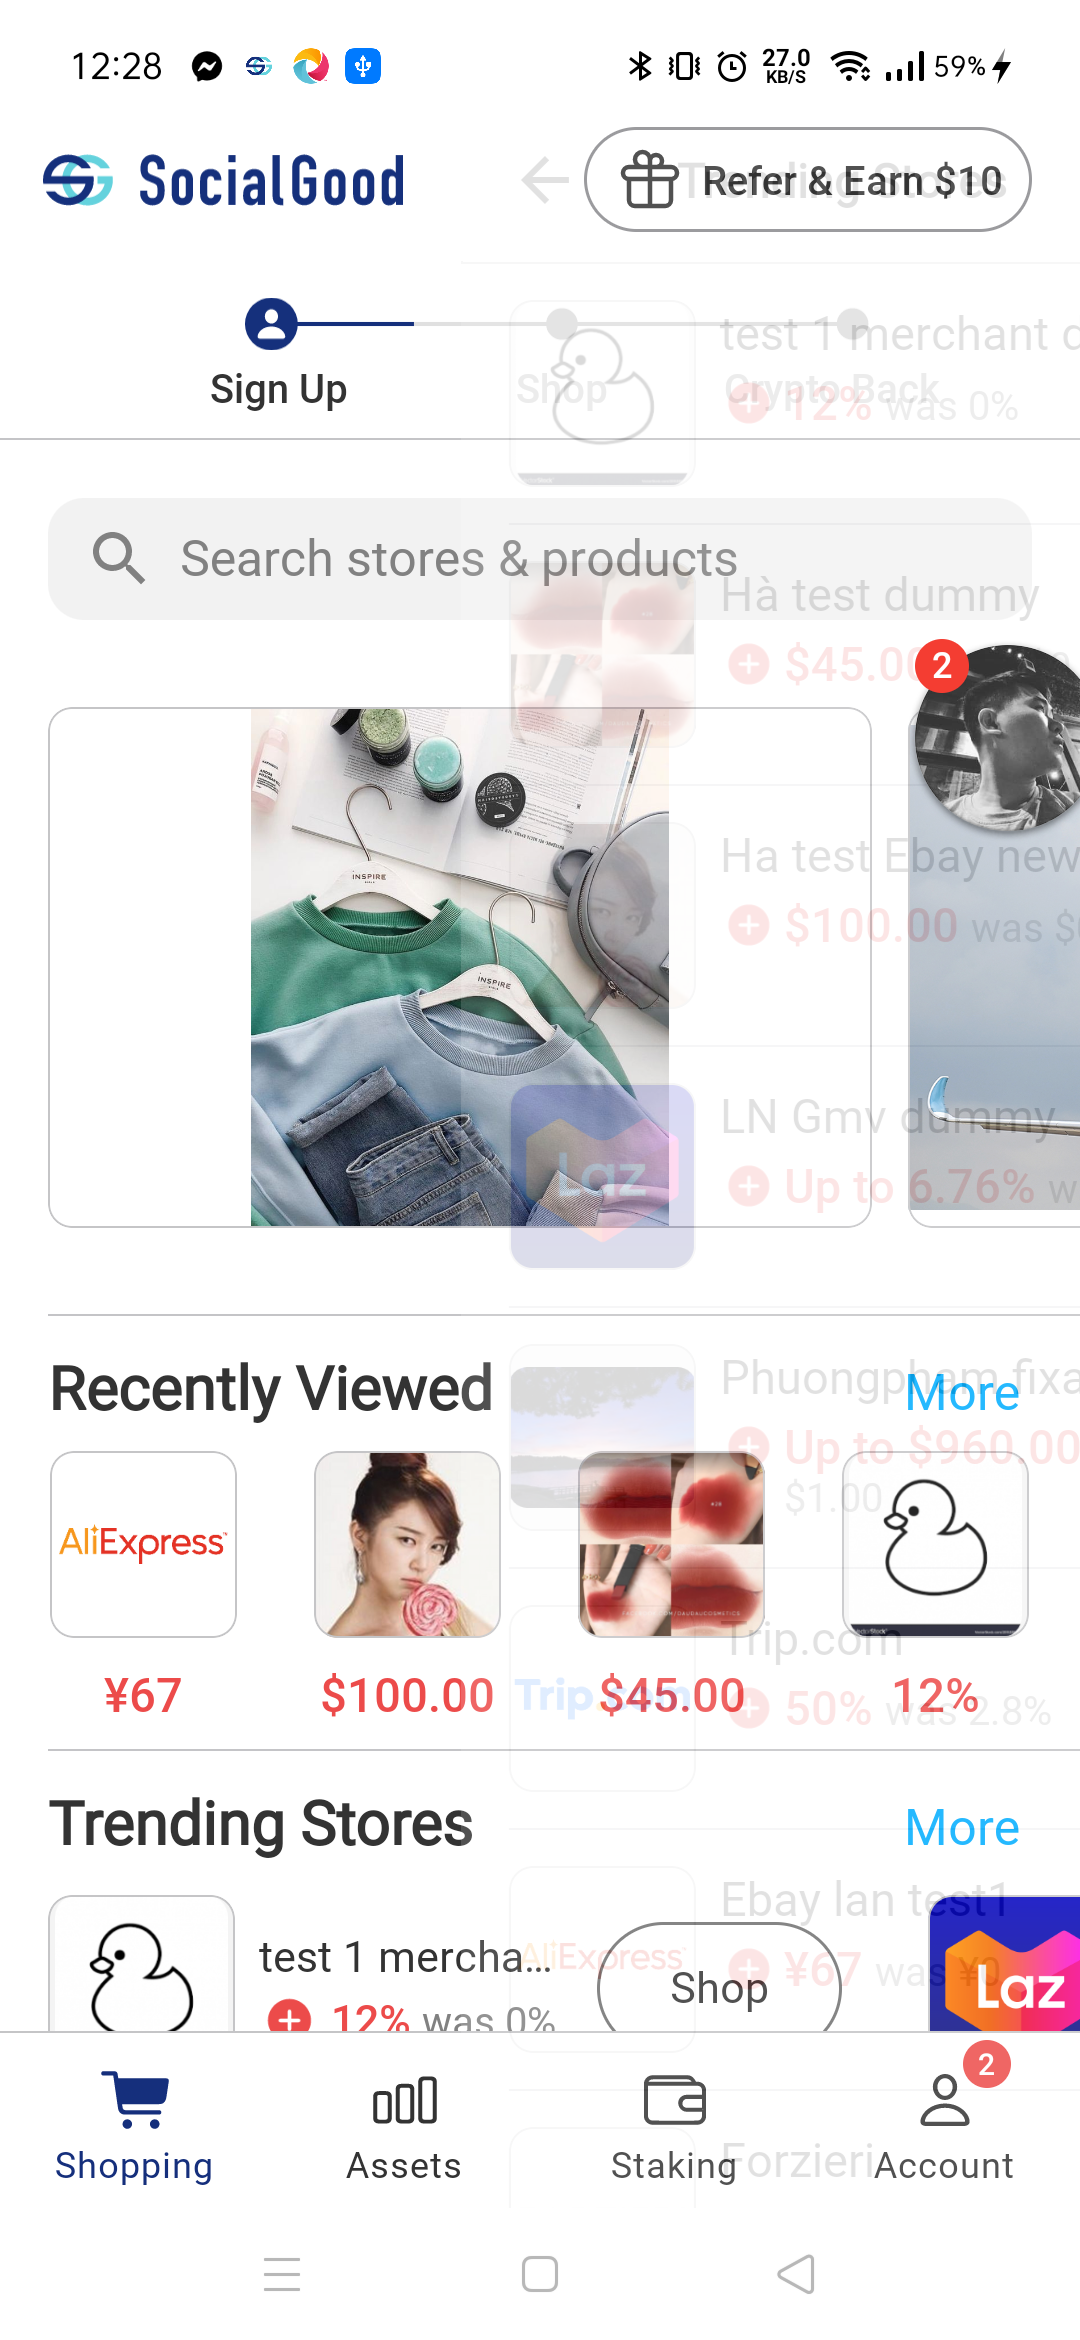 12:28
27.0
KB/S
59%
SocialGood
Refer & Earn $10
Trending Stores
Sign Up
Shop
Crypto Back
test 1 merchant
12% was 0%
Search stores & products
Hà test dummy
$45.00
2
INSPIRE
INSPIRE
Ha test Ebay new
$100.00 was
LN Gmv dummy
Laz
Up to 6.76%
Recently Viewed
More
Phuongpham fixa
Up to $960.00
$1.00
AliExpress
¥67
$100.00
$45.00
12%
Trip.com
Trip.com
50% was 2.8%
Trending Stores
More
Ebay lan test1
AliExpress
¥67 was ¥0
test 1 mercha...
12% was 0%
Shop
Laz
Shopping
Assets
Staking
Account
2
Forzieri